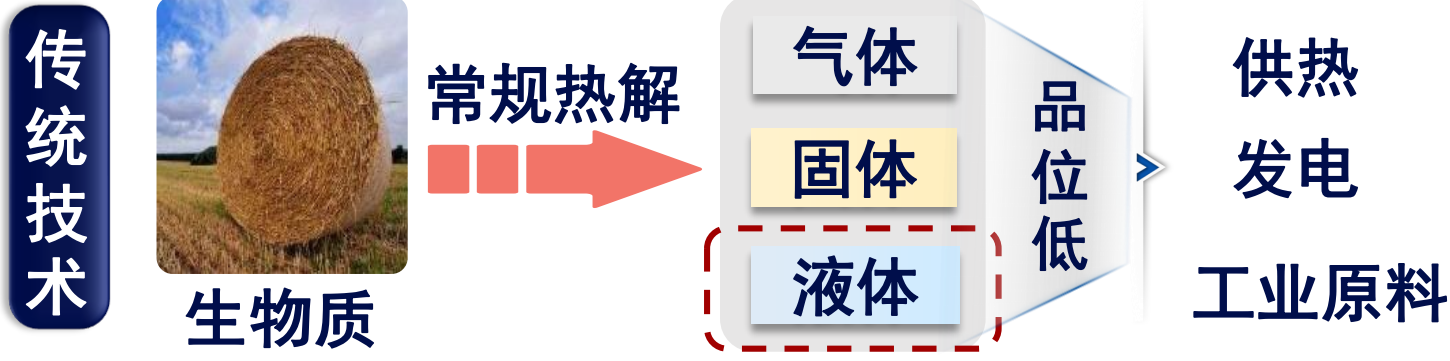 传统技术
生物质
常规热解
气体
固体
液体
品位低
供热
发电
工业原料